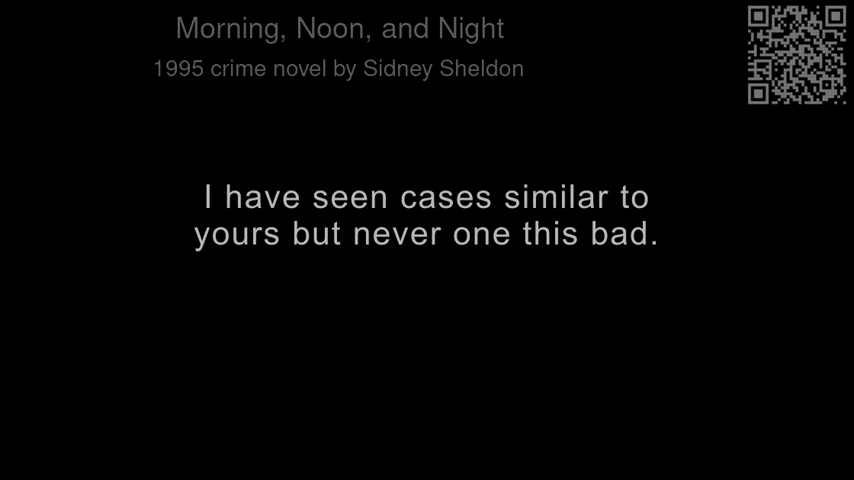 Morning, Noon, and Night
1995 crime novel by Sidney Sheldon
I have seen cases similar to
yours but never one this bad.